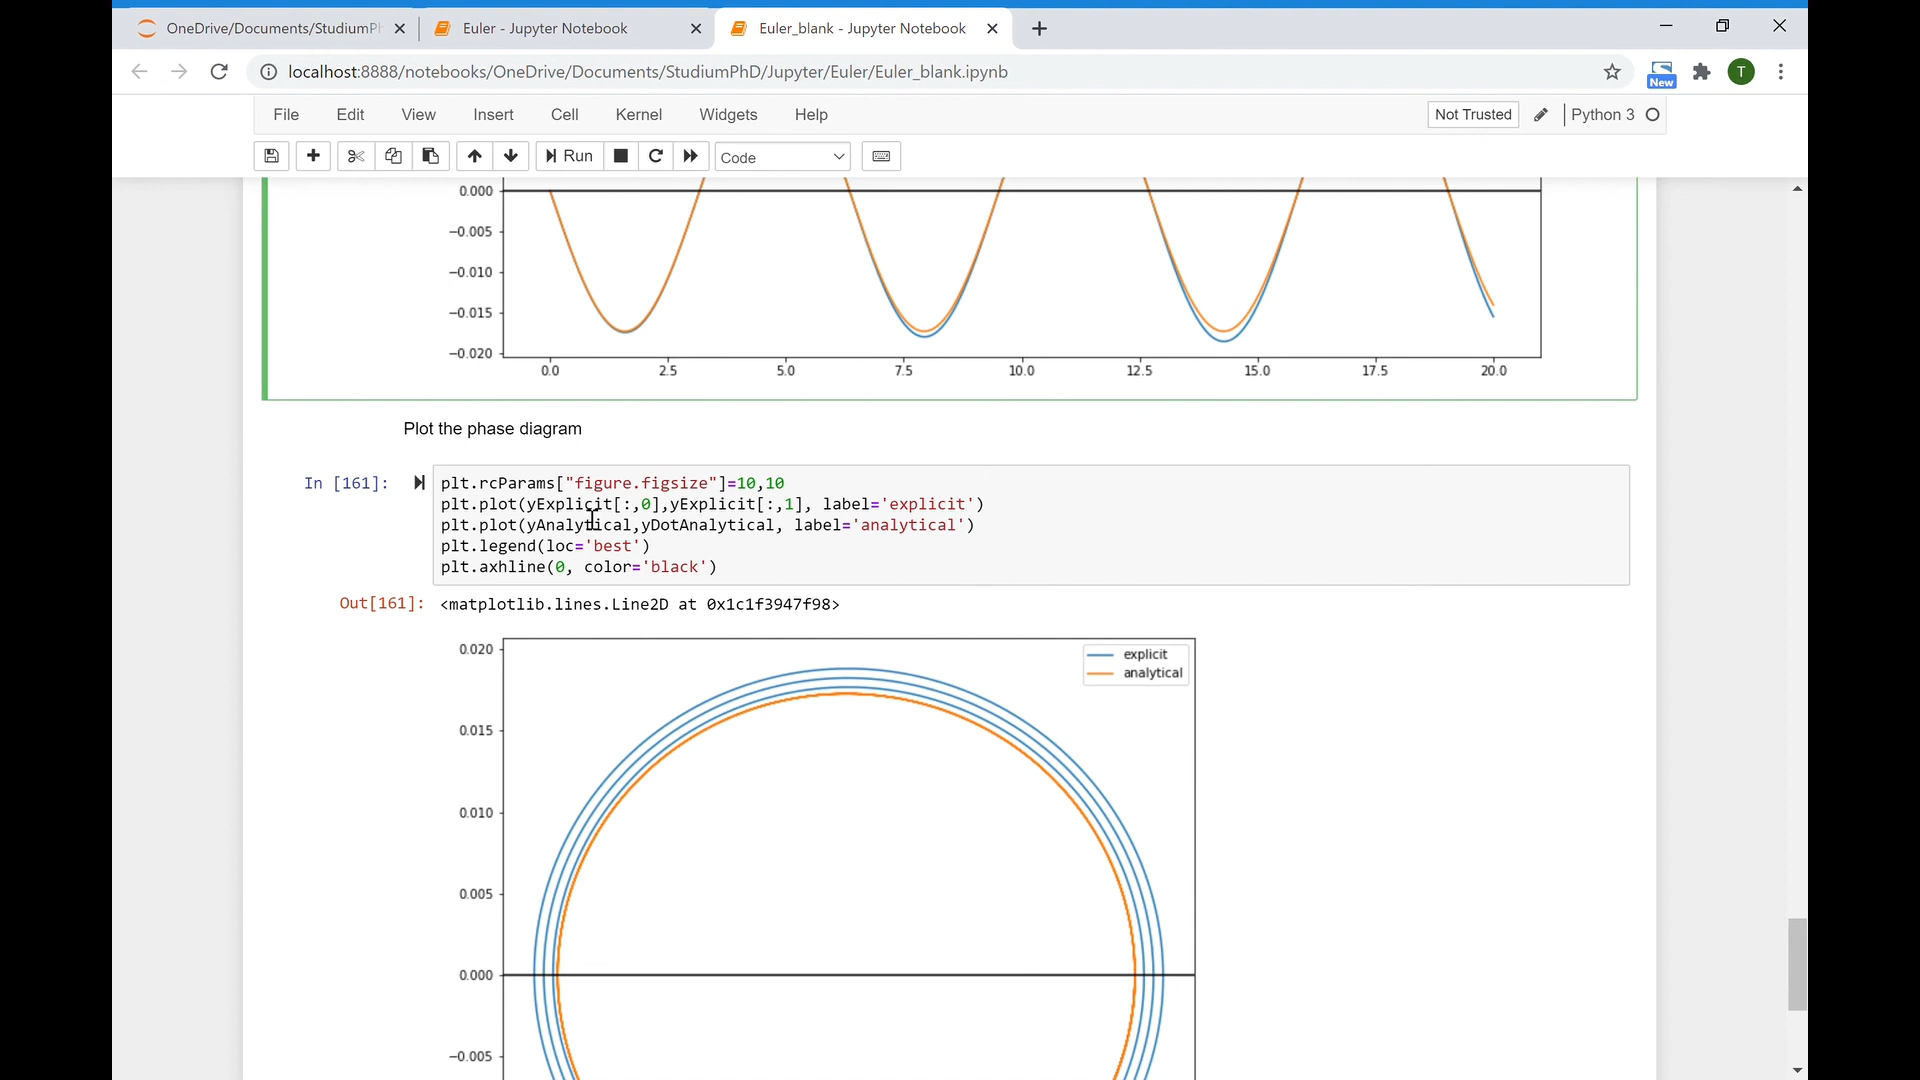 OneDrive/Documents/StudiumPh
Euler - Jupyter Notebook
Euler_blank - Jupyter Notebook
localhost:8888/notebooks/OneDrive/Documents/StudiumPhD/Jupyter/Euler/Euler_blank.ipynb
New
T
File Edit View Insert Cell Kernel Widgets Help
Not Trusted
Python 3
Run
Code
0.000
−0.005
−0.010
−0.015
−0.020
0.0 2.5 5.0 7.5 10.0 12.5 15.0 17.5 20.0
Plot the phase diagram
In [161]:
plt.rcParams["figure.figsize"]=10,10
plt.plot(yExplicit[:,0],yExplicit[:,1], label='explicit')
plt.plot(yAnalytical,yDotAnalytical, label='analytical')
plt.legend(loc='best')
plt.axhline(0, color='black')
Out[161]: <matplotlib.lines.Line2D at 0x1c1f3947f98>
0.020
explicit
analytical
0.015
0.010
0.005
0.000
−0.005